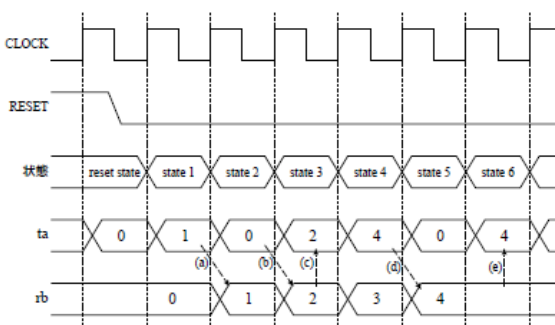 CLOCK
RESET
状態 reset state state 1 state 2 state 3 state 4 state 5 state 6
ta 0 1 0 2 4 0 4
(a) (b) (c) (d) (e)
rb 0 1 2 3 4